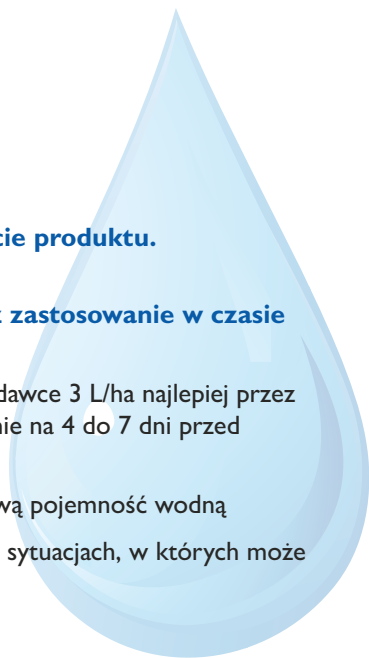 cie produktu.
zastosowanie w czasie
dawce 3 L/ha najlepiej przez
nie na 4 do 7 dni przed
wą pojemność wodną
sytuacjach, w których może